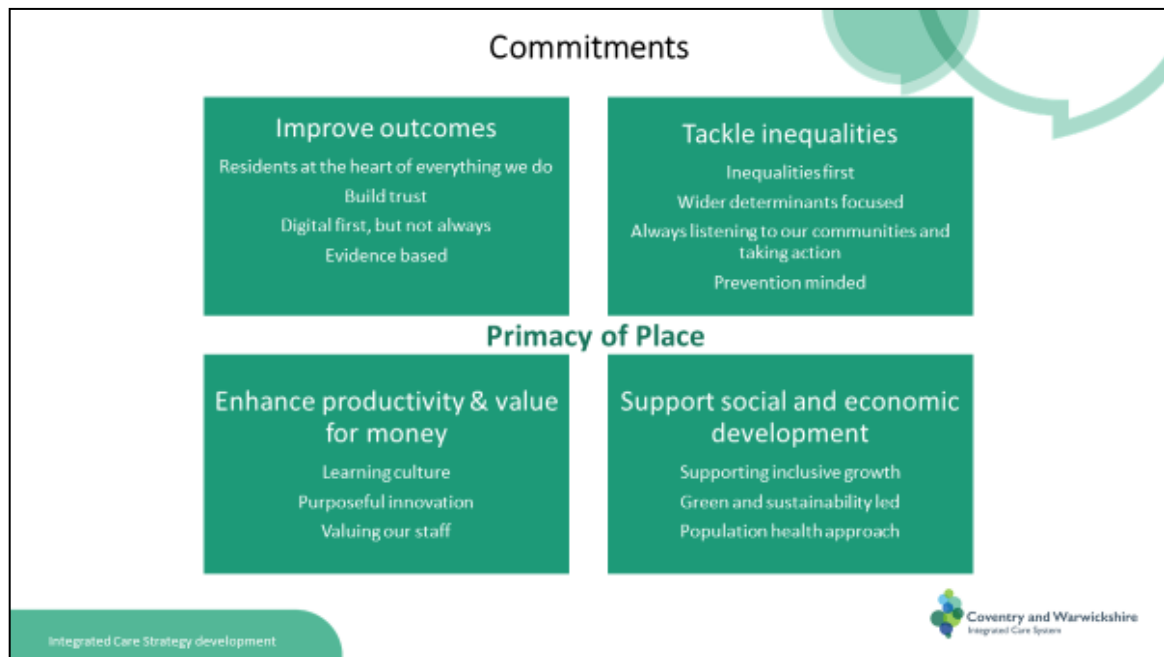 Commitments
Improve outcomes
Residents at the heart of everything we do
Build trust
Digital first, but not always
Evidence based
Tackle inequalities
Inequalities first
Wider determinants focused
Always listening to our communities and
taking action
Prevention minded
Primacy of Place
Enhance productivity & value
for money
Learning culture
Purposeful innovation
Valuing our staff
Support social and economic
development
Supporting inclusive growth
Green and sustainability led
Population health approach
Integrated Care Strategy development
Coventry and Warwickshire
Integrated Care System